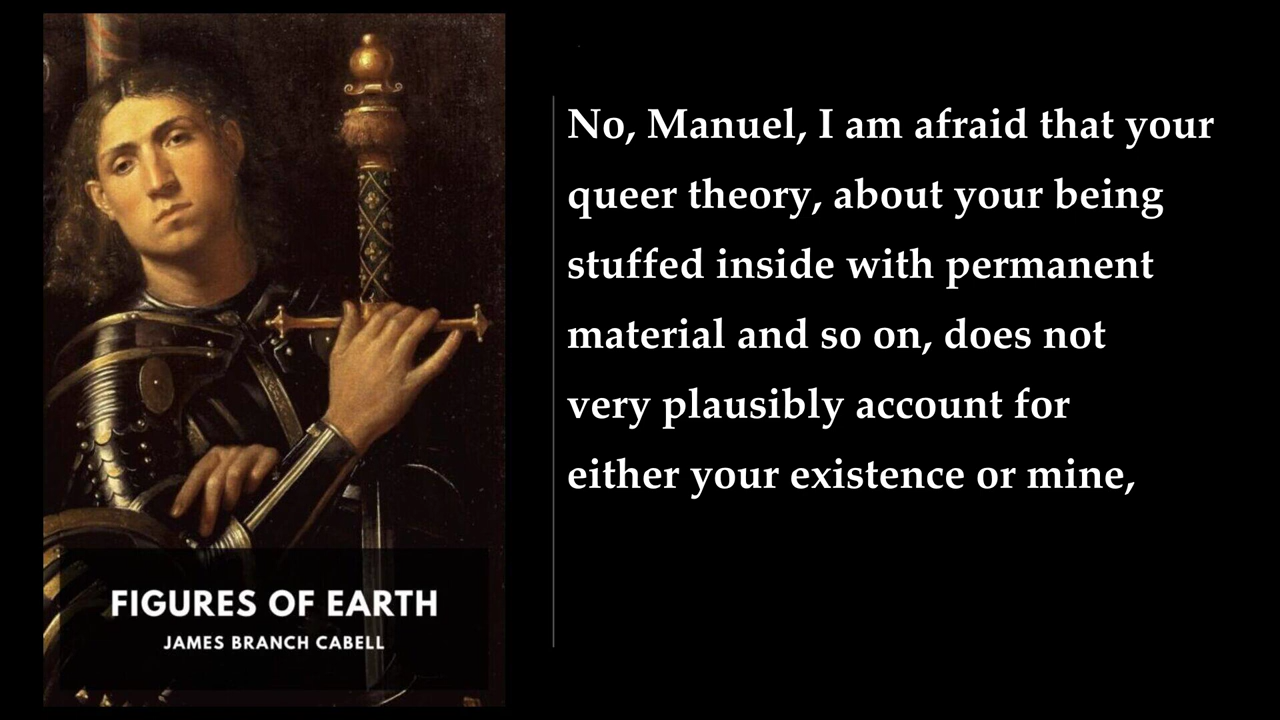 FIGURES OF EARTH
JAMES BRANCH CABELL
No, Manuel, I am afraid that your
queer theory, about your being
stuffed inside with permanent
material and so on, does not
very plausibly account for
either your existence or mine,